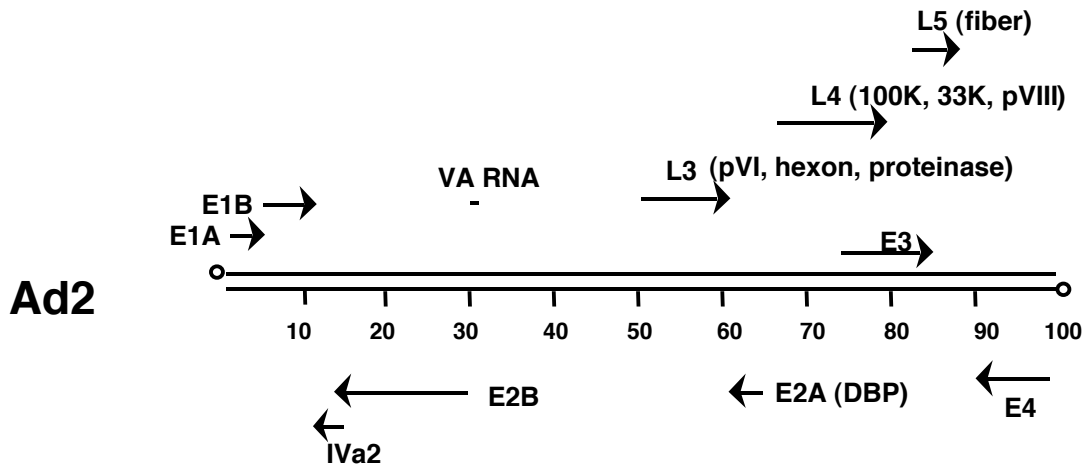 L5 (fiber)
L4 (100K, 33K, pVIII)
L3 (pVI, hexon, proteinase)
VA RNA
E1B
E1A
E3
Ad2
10 20 30 40 50 60 70 80 90 100
E2B
E2A (DBP)
E4
IVa2